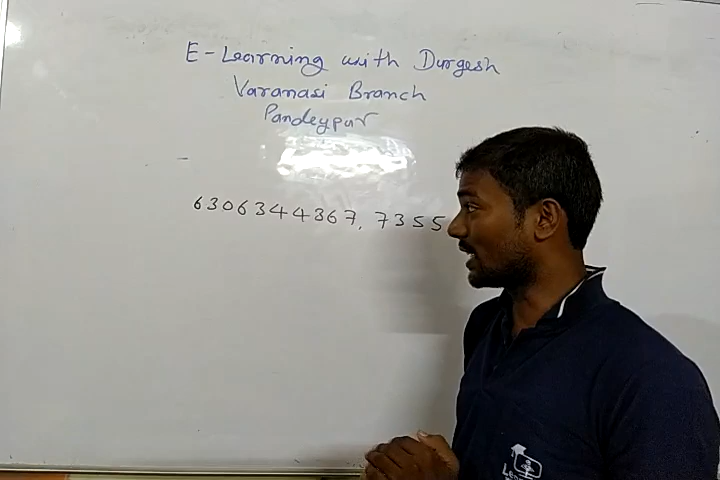 E-Learning with Durgesh
Varanasi Branch
Pandeypur
6306344367, 7355